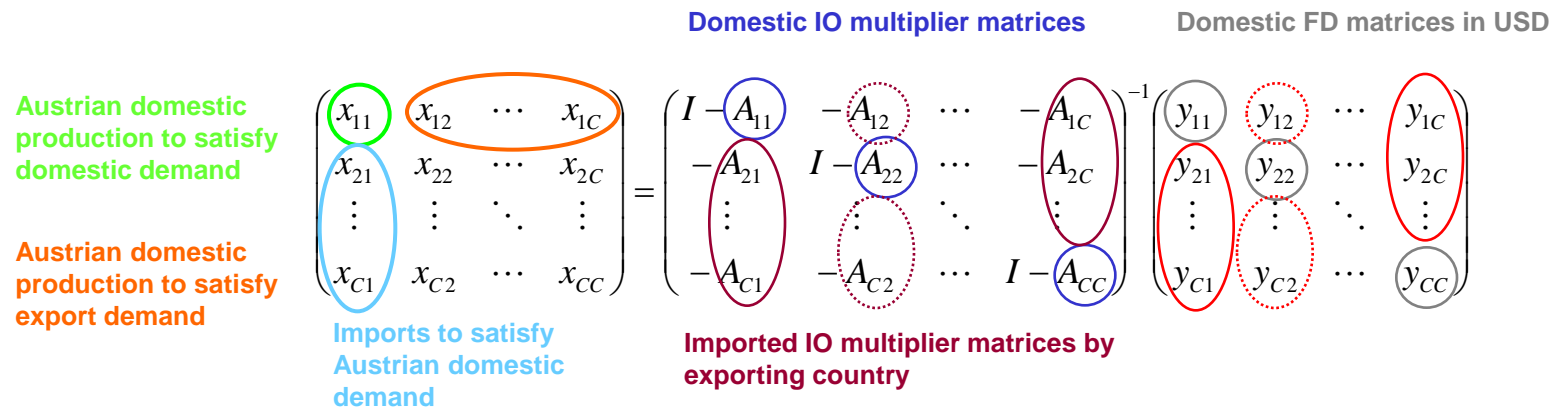 Domestic IO multiplier matrices
Domestic FD matrices in USD
Austrian domestic
production to satisfy
domestic demand
Austrian domestic
production to satisfy
export demand
x11 x12 ⋯ x1C
x21 x22 ⋯ x2C
⋮ ⋮ ⋱ ⋮
xC1 xC2 ⋯ xCC
=
I − A11 − A12 ⋯ − A1C
− A21 I − A22 ⋯ − A2C
⋮ ⋮ ⋱ ⋮
− AC1 − AC2 ⋯ I − ACC
−1
y11 y12 ⋯ y1C
y21 y22 ⋯ y2C
⋮ ⋮ ⋱ ⋮
yC1 yC2 ⋯ yCC
Imports to satisfy
Austrian domestic
demand
Imported IO multiplier matrices by
exporting country